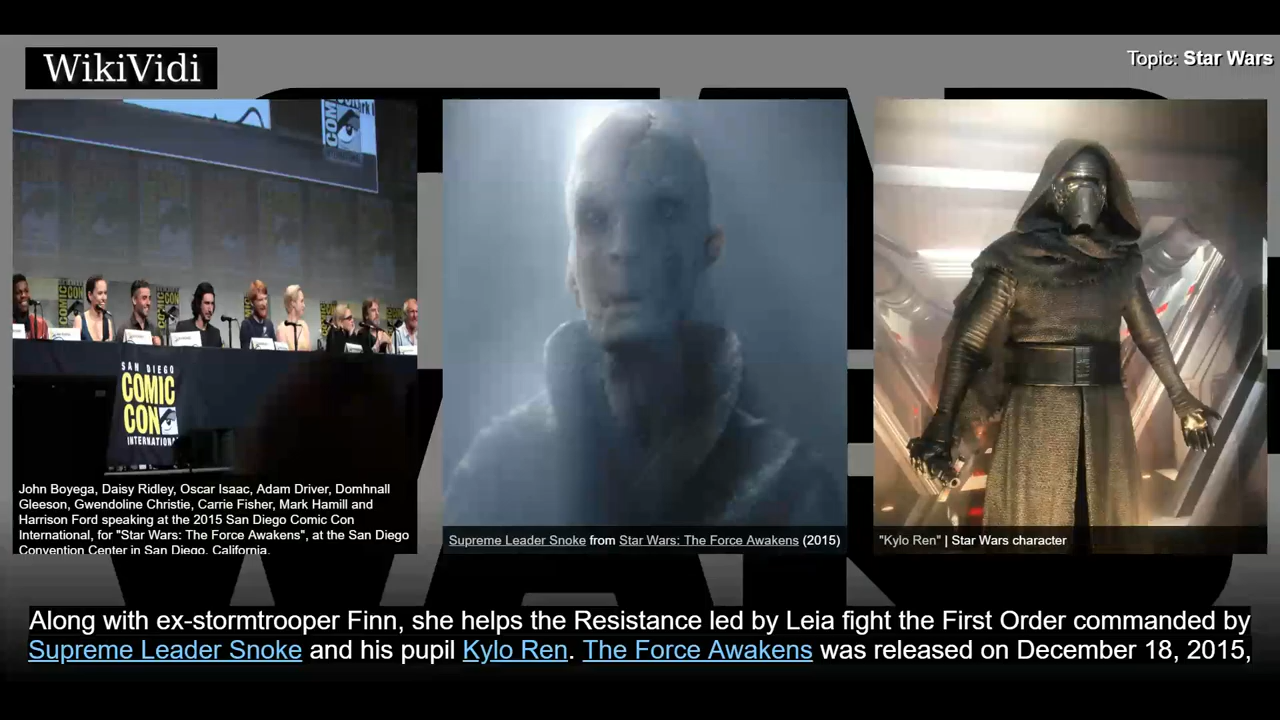 WikiVidi
Topic: Star Wars
COMIC
COMIC
COMIC
SAN DIEGO
COMIC
CON
INTERNATIONAL
John Boyega, Daisy Ridley, Oscar Isaac, Adam Driver, Domhnall
Gleeson, Gwendoline Christie, Carrie Fisher, Mark Hamill and
Harrison Ford speaking at the 2015 San Diego Comic Con
International, for "Star Wars: The Force Awakens", at the San Diego
Convention Center in San Diego, California.
Supreme Leader Snoke from Star Wars: The Force Awakens (2015)
"Kylo Ren" | Star Wars character
Along with ex-stormtrooper Finn, she helps the Resistance led by Leia fight the First Order commanded by
Supreme Leader Snoke and his pupil Kylo Ren. The Force Awakens was released on December 18, 2015,